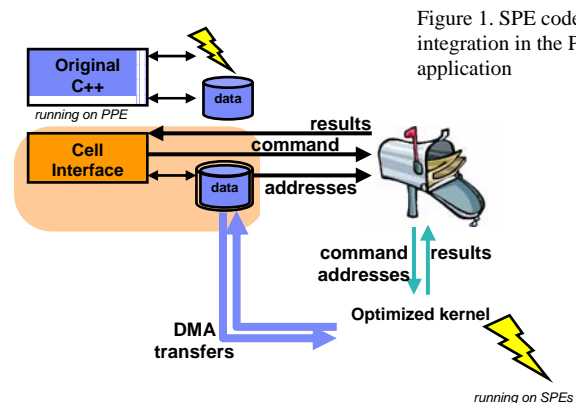 Figure 1. SPE code
integration in the P
application
Original
C++
data
running on PPE
results
command
Cell
Interface
data
addresses
command
addresses
results
Optimized kernel
DMA
transfers
running on SPEs